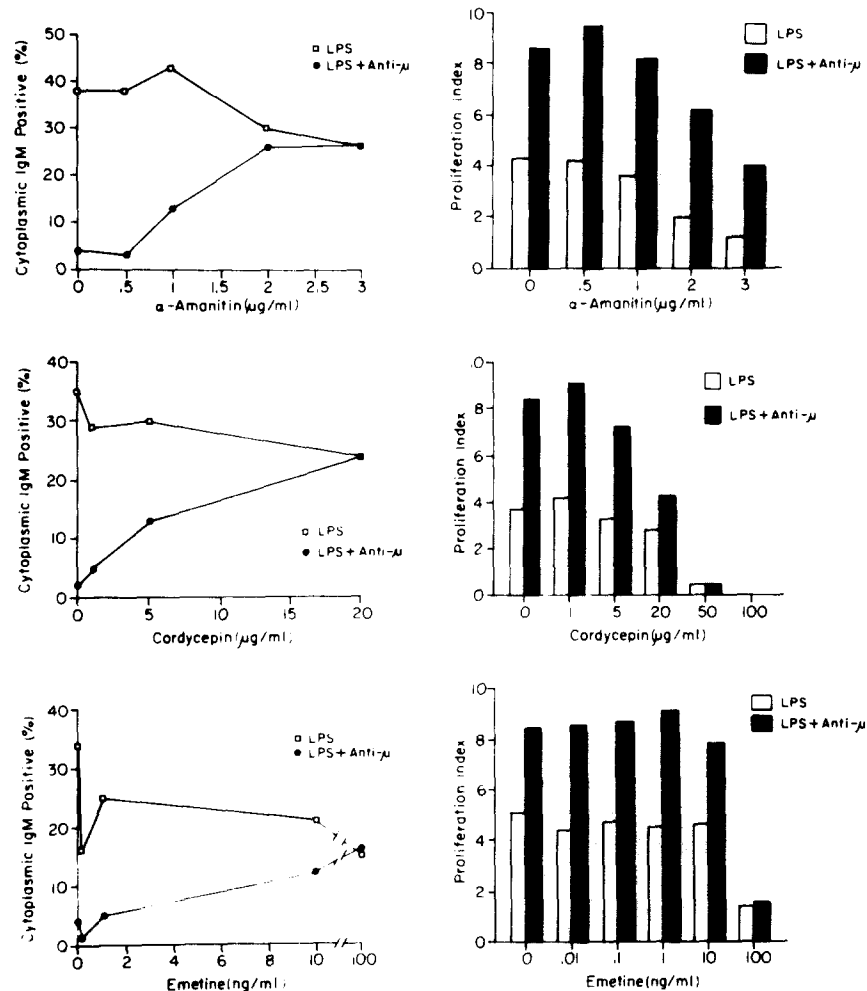 Cytoplasmic IgM Positive (%)
50
40
30
20
10
0
LPS
LPS+Anti-μ
0 .5 1 1.5 2 2.5 3
α-Amanitin(μg/ml)
Proliferation Index
10
8
6
4
2
0
LPS
LPS+Anti-μ
0 .5 1 2 3
α-Amanitin(μg/ml)
Cytoplasmic IgM Positive (%)
40
30
20
10
0
LPS
LPS+Anti-μ
0 5 10 15 20
Cordycepin(μg/ml)
Proliferation Index
10
8
6
4
2
0
LPS
LPS+Anti-μ
0 1 5 20 50 100
Cordycepin(μg/ml)
Cytoplasmic IgM Positive (%)
40
30
20
10
0
LPS
LPS+Anti-μ
0 2 4 6 8 10 100
Emetine(ng/ml)
Proliferation Index
10
8
6
4
2
0
LPS
LPS+Anti-μ
0 .01 .1 1 10 100
Emetine(ng/ml)